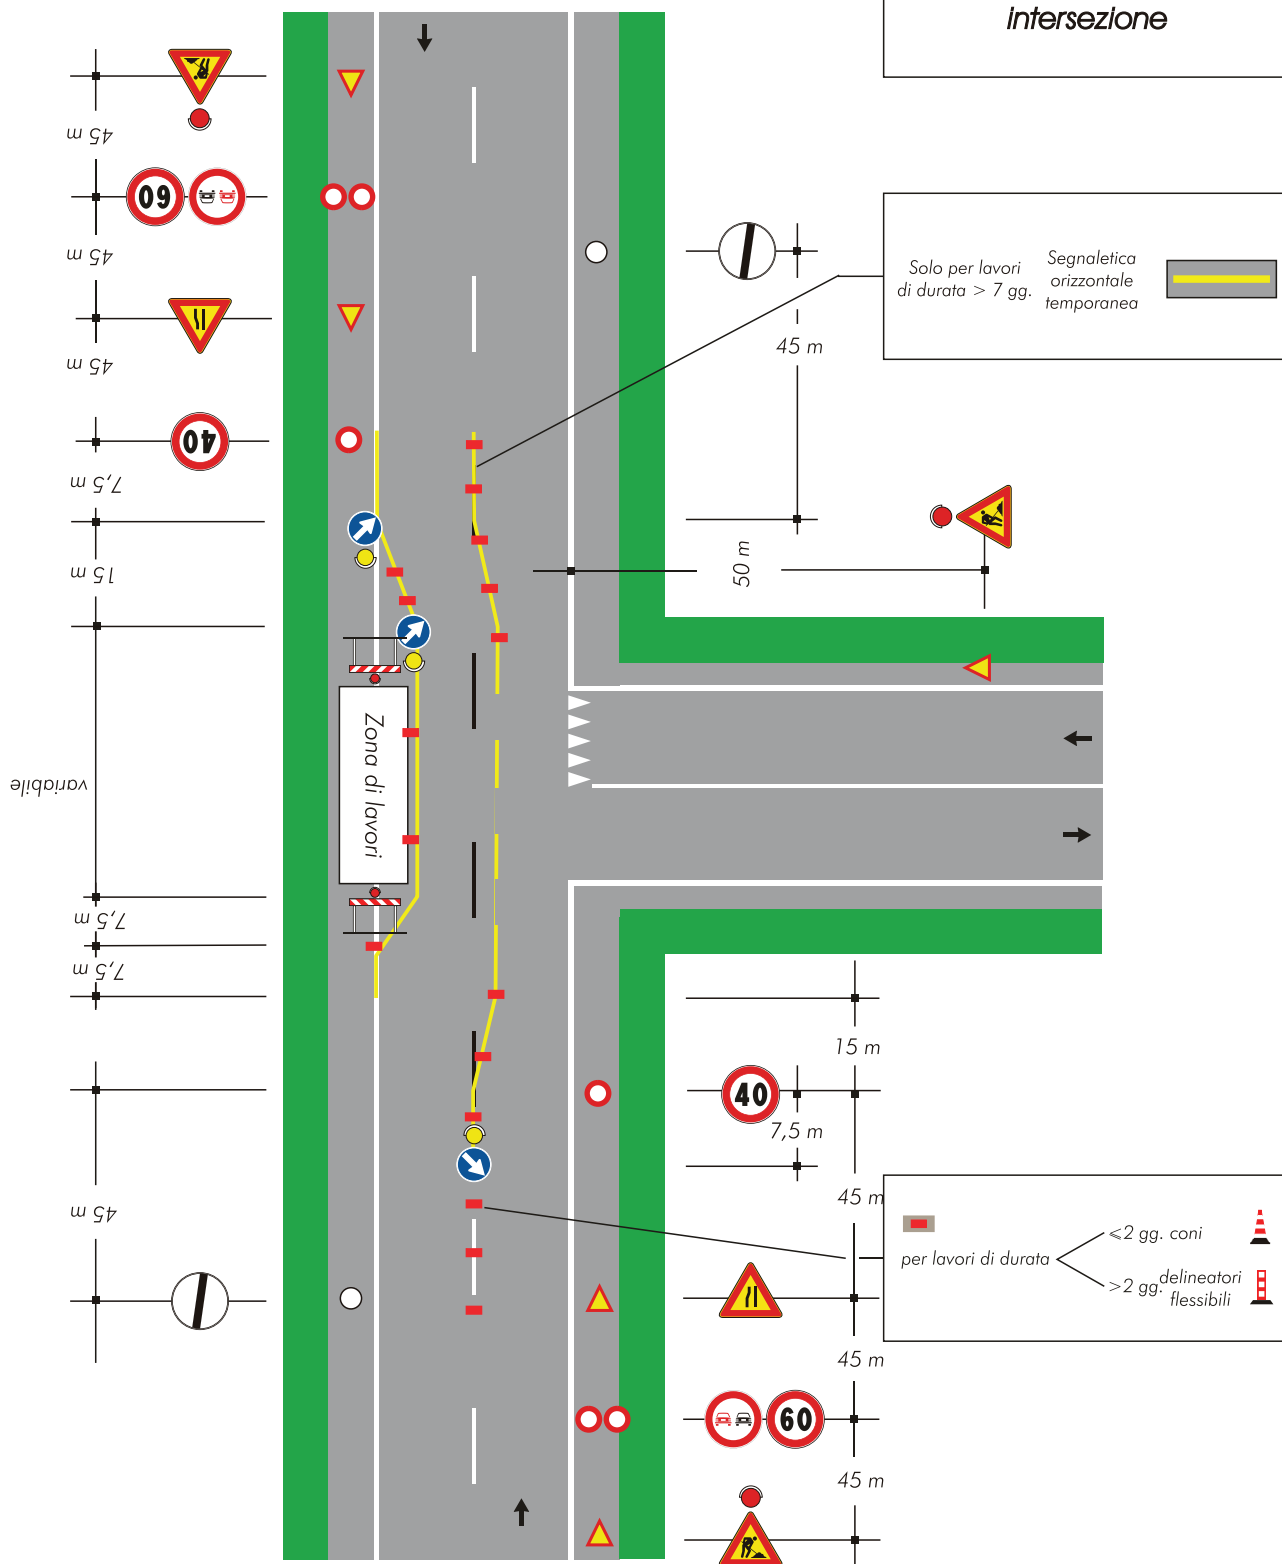 intersezione
45 m
60
45 m
45 m
40
7,5 m
15 m
variabile
7,5 m
7,5 m
45 m
Zona di lavori
Solo per lavori
di durata > 7 gg.
Segnaletica
orizzontale
temporanea
45 m
50 m
15 m
40
7,5 m
45 m
per lavori di durata
⩽2 gg. coni
>2 gg. delineatori
flessibili
45 m
60
45 m